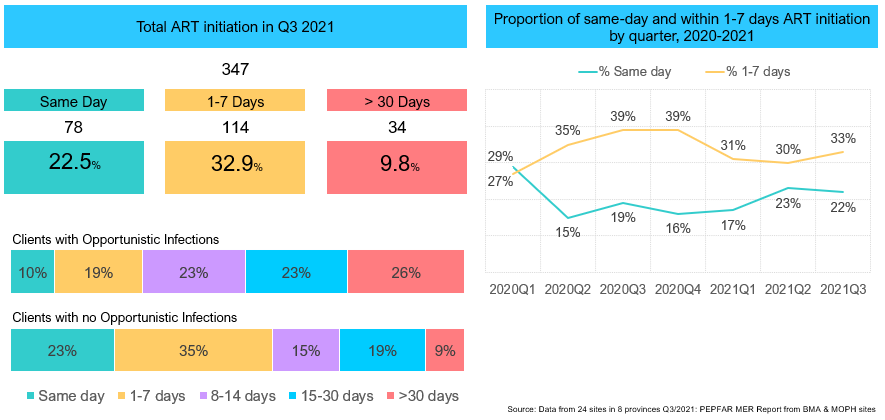 Total ART initiation in Q3 2021
347
Same Day
1-7 Days
> 30 Days
78
114
34
22.5%
32.9%
9.8%
Clients with Opportunistic Infections
10% 19% 23% 23% 26%
Clients with no Opportunistic Infections
23% 35% 15% 19% 9%
Same day 1-7 days 8-14 days 15-30 days >30 days
Proportion of same-day and within 1-7 days ART initiation
by quarter, 2020-2021
% Same day % 1-7 days
29% 15% 19% 16% 17% 23% 22%
27% 35% 39% 39% 31% 30% 33%
2020Q1 2020Q2 2020Q3 2020Q4 2021Q1 2021Q2 2021Q3
Source: Data from 24 sites in 8 provinces Q3/2021: PEPFAR MER Report from BMA & MOPH sites